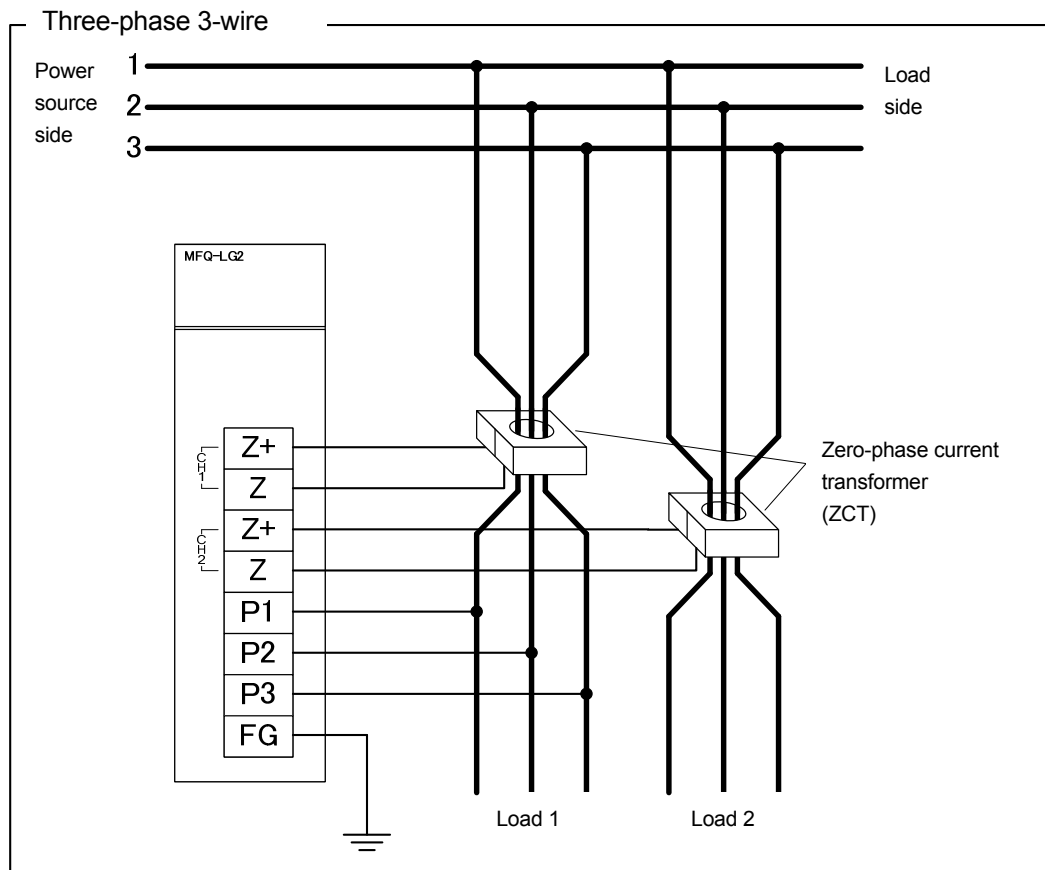 Three-phase 3-wire
Power
source
side
1
2
3
Load
side
MFQ-LG2
CH1
Z+
Z
CH2
Z+
Z
P1
P2
P3
FG
Zero-phase current
transformer
(ZCT)
Load 1
Load 2